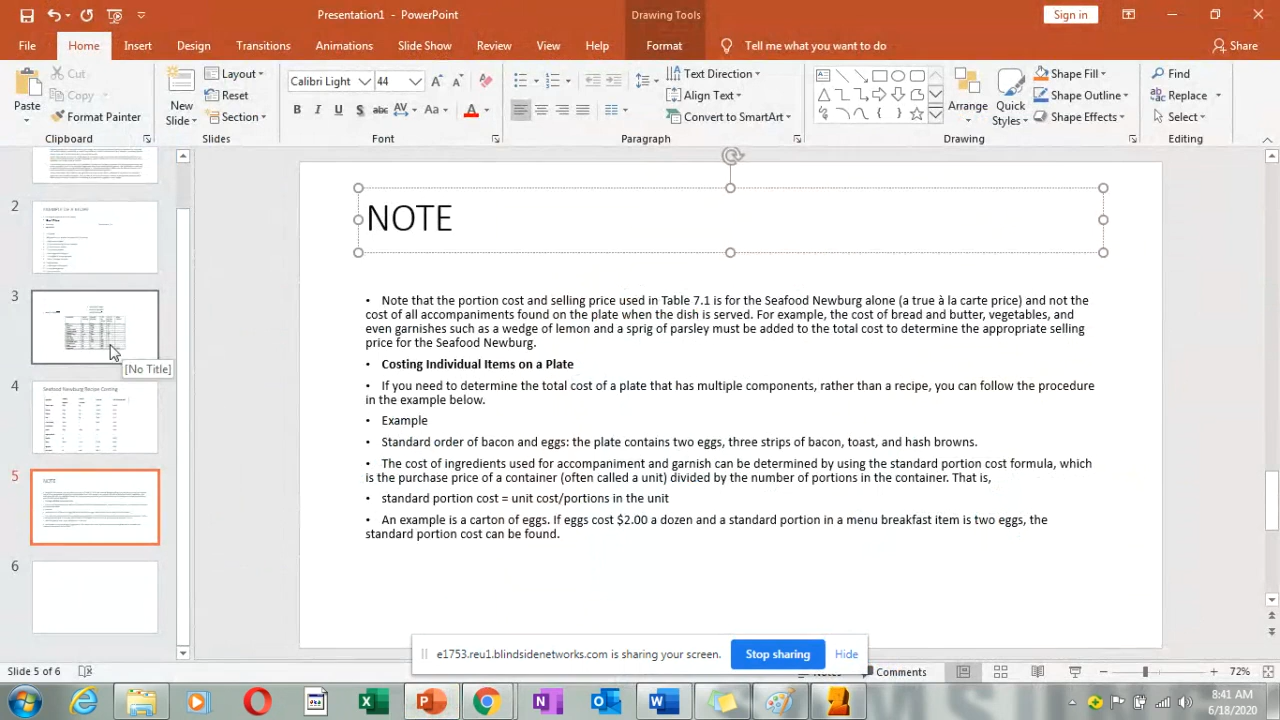 Presentation1 - PowerPoint
Drawing Tools
Sign in
File Home Insert Design Transitions Animations Slide Show Review View Help Format Tell me what you want to do Share
Paste
Cut
Copy
Format Painter
Clipboard
New Slide
Layout
Reset
Section
Slides
Calibri Light 44
Font
Text Direction
Align Text
Convert to SmartArt
Paragraph
Arrange
Quick Styles
Shape Fill
Shape Outline
Shape Effects
Drawing
Find
Replace
Select
Editing
2
3
[No Title]
4
Seafood Newburg Recipe Costing
5
NOTE
6
NOTE
• Note that the portion cost and selling price used in Table 7.1 is for the Seafood Newburg alone (a true à la carte price) and not the
cost of all accompaniments found on the plate when the dish is served. For example, the cost of bread and butter, vegetables, and
even garnishes such as a wedge of lemon and a sprig of parsley must be added to the total cost to determine the appropriate selling
price for the Seafood Newburg.
• Costing Individual Items on a Plate
• If you need to determine the total cost of a plate that has multiple components, rather than a recipe, you can follow the procedure
in the example below.
• Example
• Standard order of bacon and eggs: the plate contains two eggs, three strips of bacon, toast, and hash browns.
• The cost of ingredients used for accompaniment and garnish can be determined by using the standard portion cost formula, which
is the purchase price of a container (often called a unit) divided by the number of portions in the container. That is,
• standard portion cost = unit cost/portions in the unit
• An example is a carton of eggs. If eggs cost $2.00 a dozen and a standard portion in a menu breakfast item is two eggs, the
standard portion cost can be found.
e1753.reu1.blindsidenetworks.com is sharing your screen. Stop sharing Hide
Slide 5 of 6
Comments
72%
8:41 AM
6/18/2020